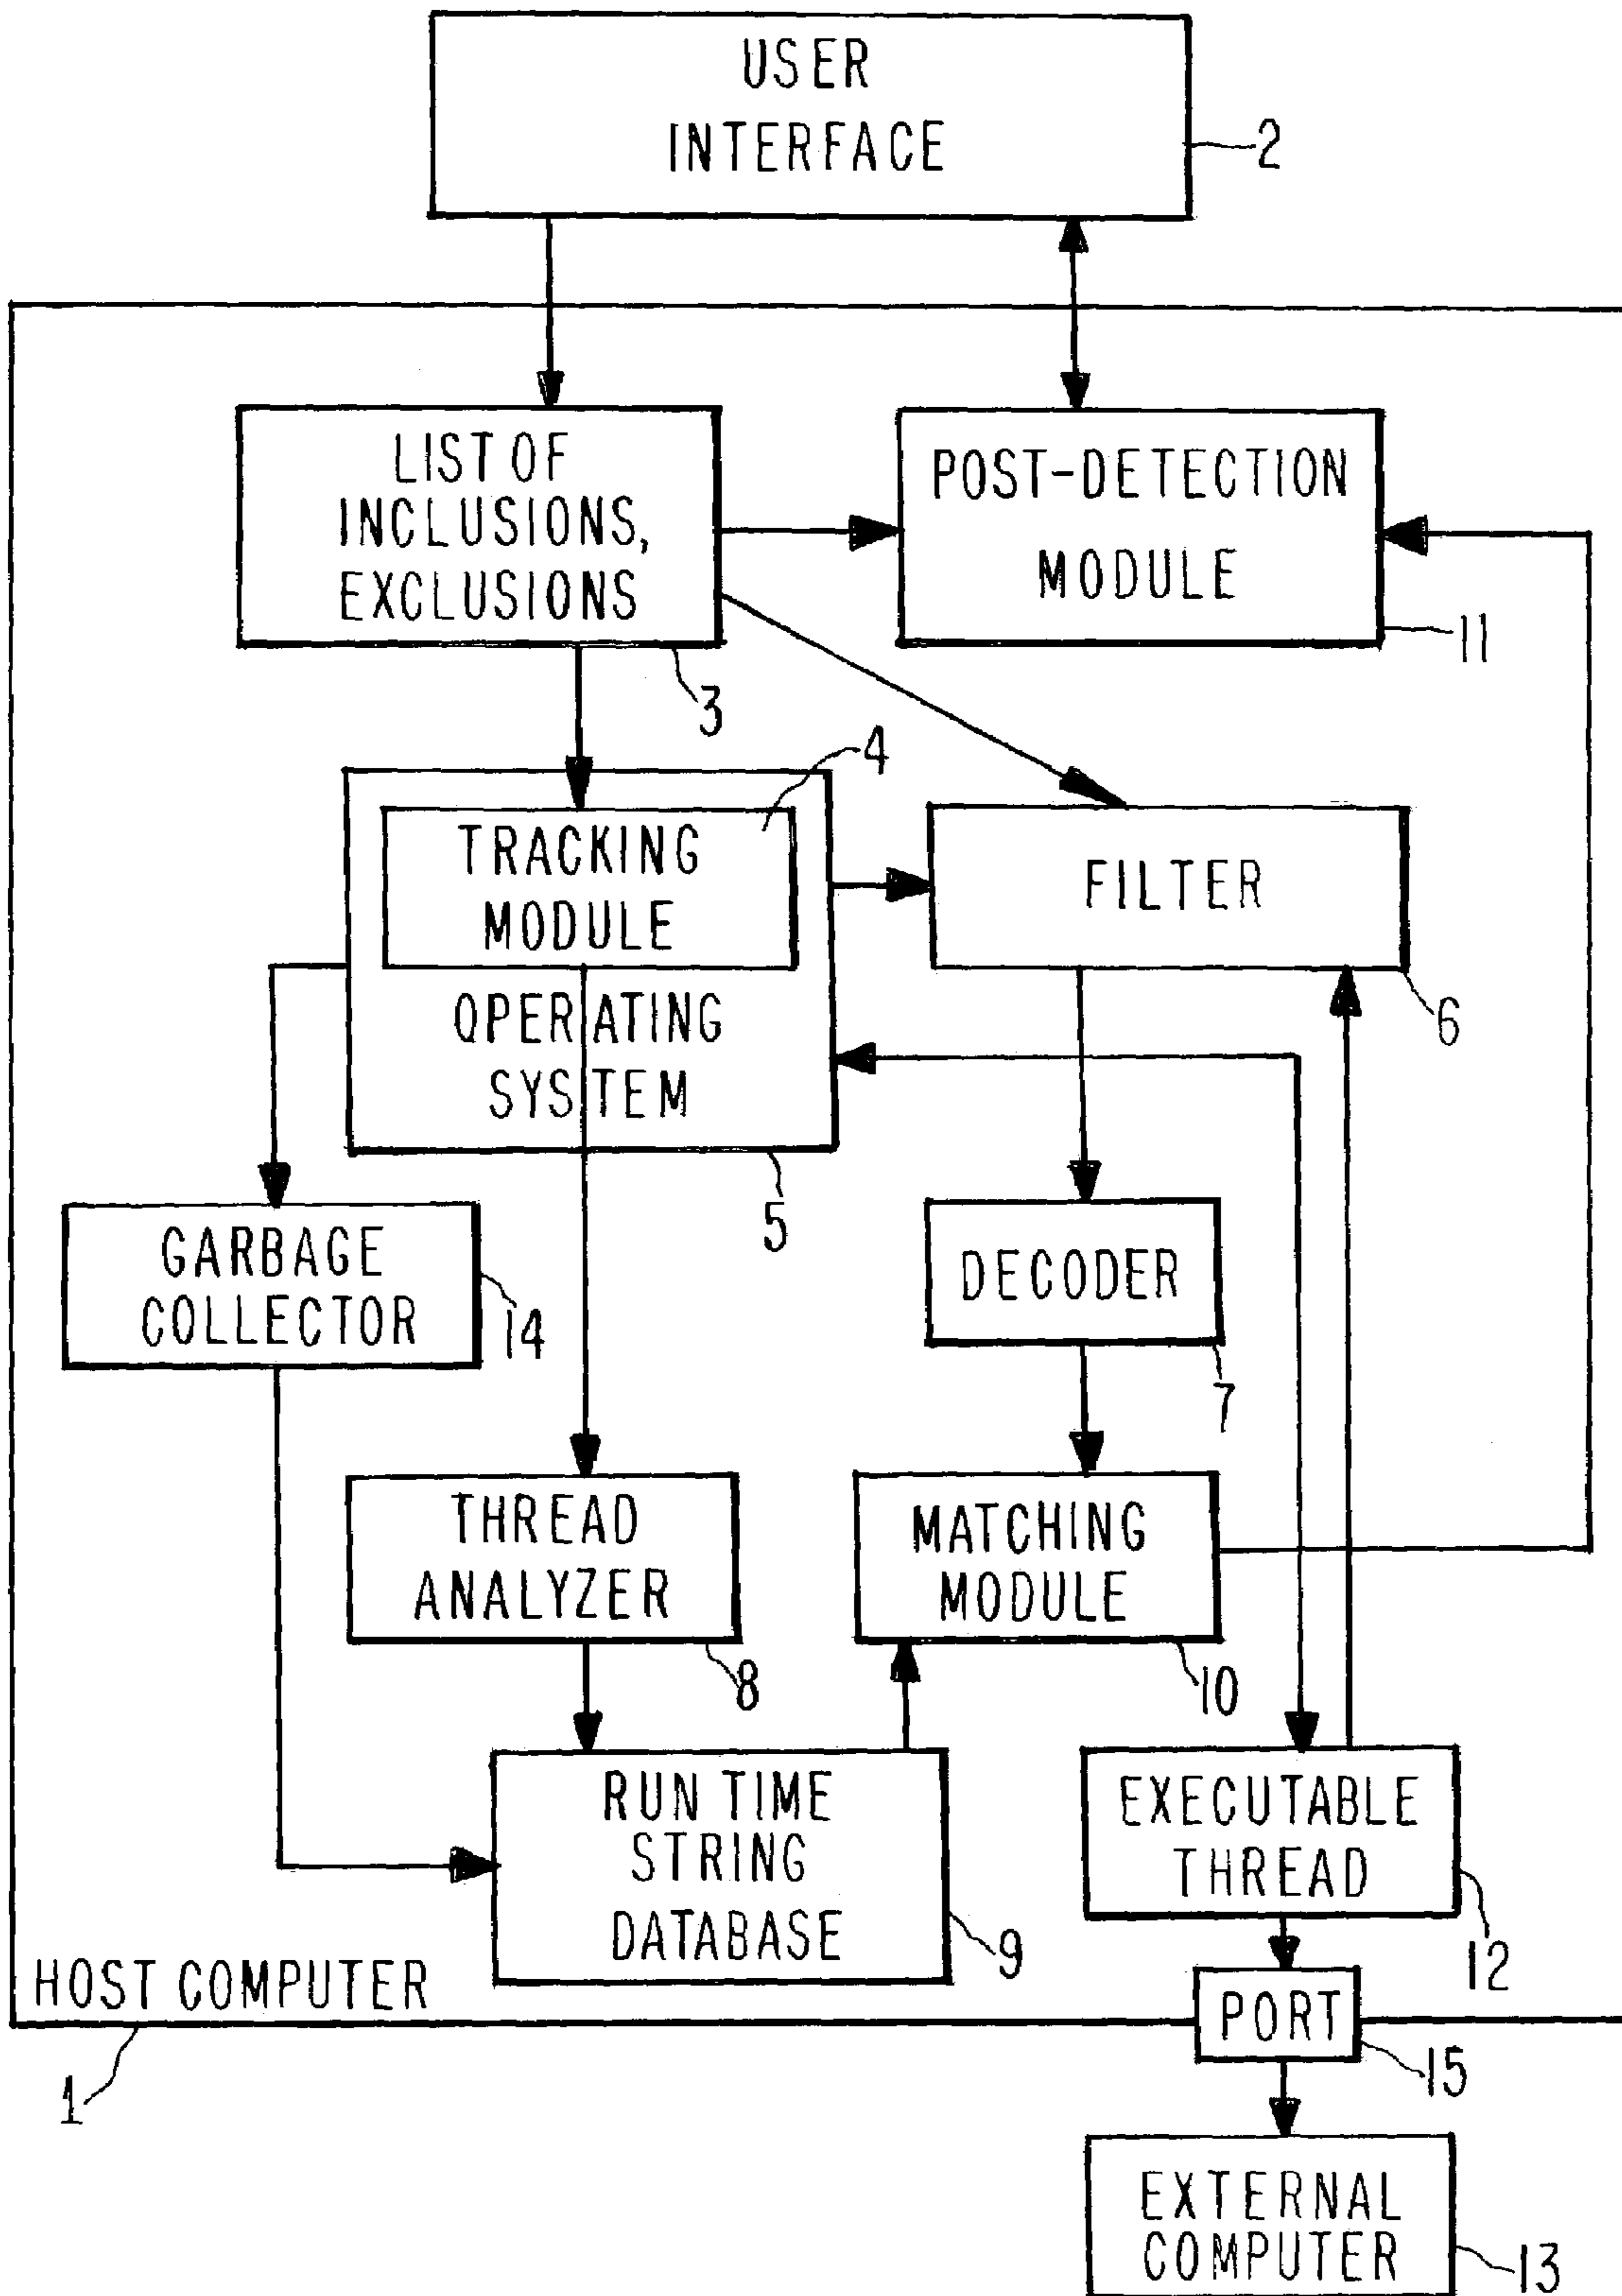 USER
INTERFACE
2
LIST OF
INCLUSIONS,
EXCLUSIONS
3
POST-DETECTION
MODULE
11
4
TRACKING
MODULE
OPERATING
SYSTEM
5
FILTER
6
GARBAGE
COLLECTOR
14
DECODER
7
THREAD
ANALYZER
8
MATCHING
MODULE
10
RUN TIME
STRING
DATABASE
9
EXECUTABLE
THREAD
12
HOST COMPUTER
1
PORT
15
EXTERNAL
COMPUTER
13